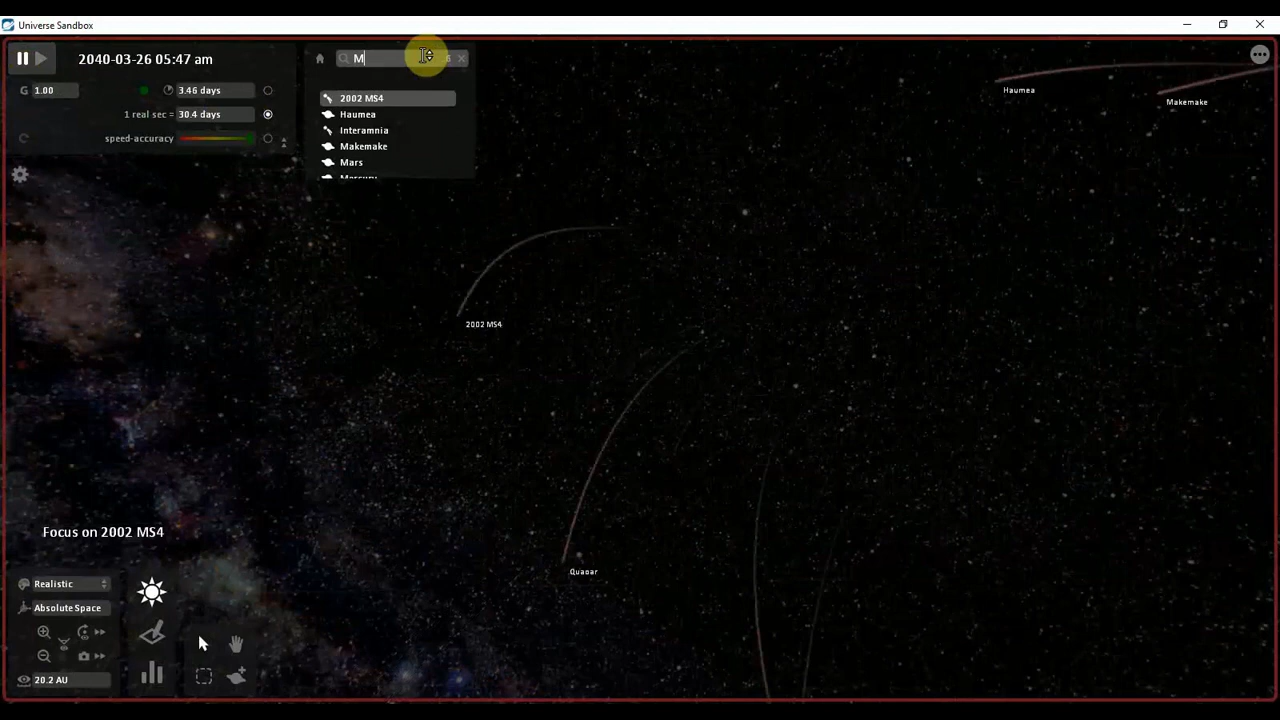 Universe Sandbox
2040-03-26 05:47 am
M
6
G 1.00
3.46 days
1 real sec = 30.4 days
speed-accuracy
2002 MS4
Haumea
Interamnia
Makemake
Mars
Mercury
Haumea
Makemake
2002 MS4
Quaoar
Focus on 2002 MS4
Realistic
Absolute Space
20.2 AU